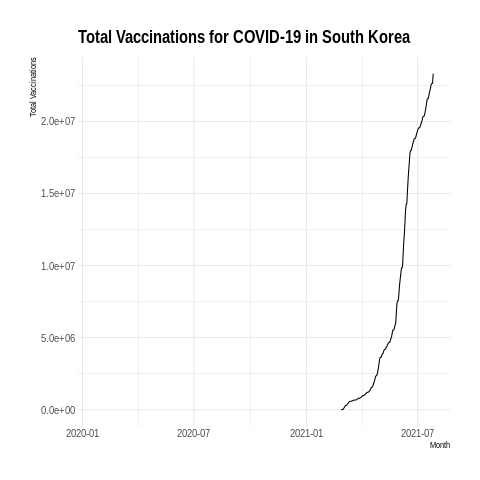 Total Vaccinations for COVID-19 in South Korea
Total Vaccinations
2.0e+07
1.5e+07
1.0e+07
5.0e+06
0.0e+00
2020-01 2020-07 2021-01 2021-07
Month